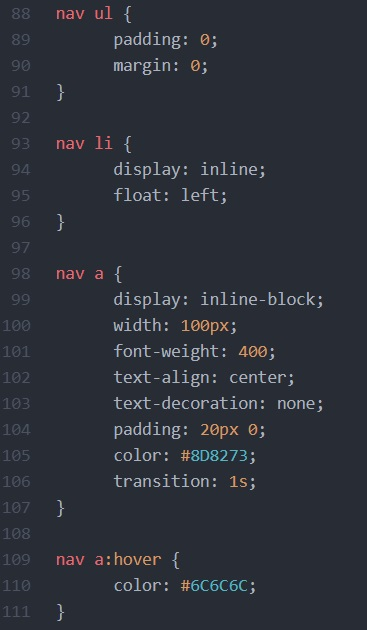 88 nav ul {
89     padding: 0;
90     margin: 0;
91 }
92
93 nav li {
94     display: inline;
95     float: left;
96 }
97
98 nav a {
99     display: inline-block;
100     width: 100px;
101     font-weight: 400;
102     text-align: center;
103     text-decoration: none;
104     padding: 20px 0;
105     color: #8D8273;
106     transition: 1s;
107 }
108
109 nav a:hover {
110     color: #6C6C6C;
111 }